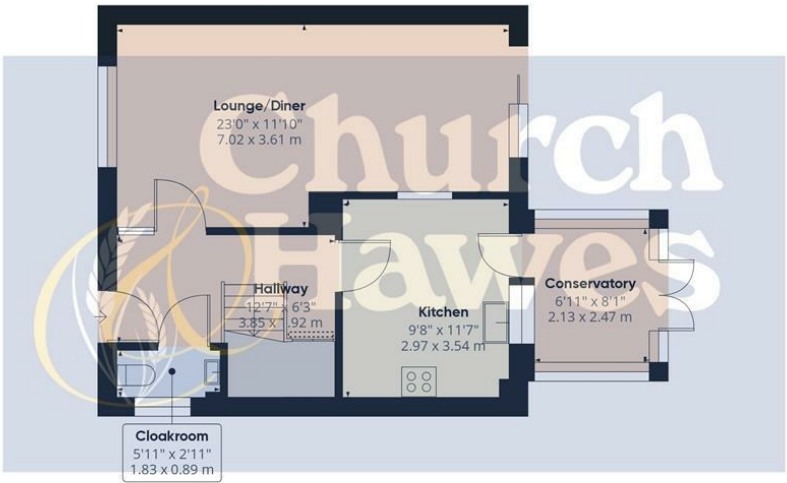 Church
Hawes
Lounge/Diner
23'0" x 11'10"
7.02 x 3.61 m
Hallway
12'7" x 6'3"
3.85 x 1.92 m
Kitchen
9'8" x 11'7"
2.97 x 3.54 m
Conservatory
6'11" x 8'1"
2.13 x 2.47 m
Cloakroom
5'11" x 2'11"
1.83 x 0.89 m